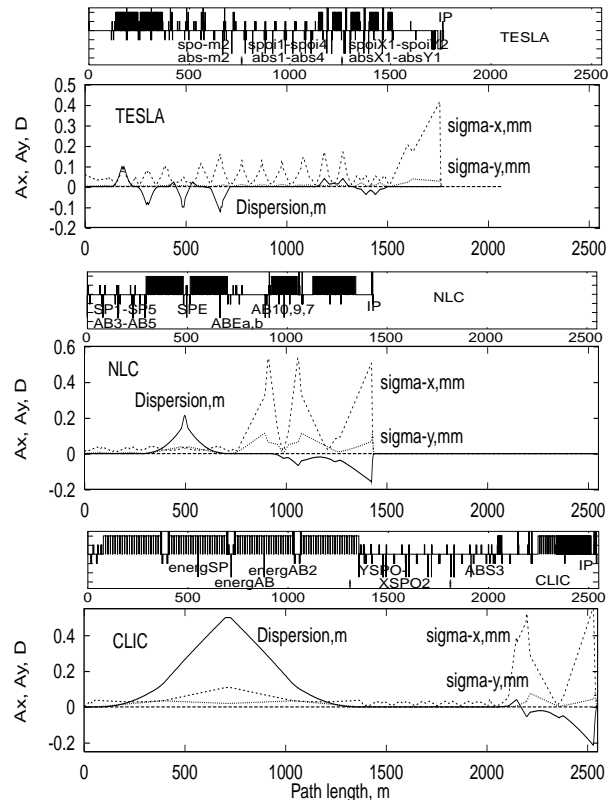 IP
TESLA
spo-m2 spoi1-spoi4 spoiX1-spoiY2
abs-m2 abs1-abs4 absX1-absY1
0 500 1000 1500 2000 2500
Ax, Ay, D
0.5
0.4
0.3
0.2
0.1
0
-0.1
-0.2
TESLA
sigma-x,mm
sigma-y,mm
Dispersion,m
0 500 1000 1500 2000 2500
SP1-SP5 SPE AB10,9,7 IP NLC
AB3-AB5 ABEa,b
0 500 1000 1500 2000 2500
Ax, Ay, D
0.6
0.4
0.2
0
-0.2
NLC
Dispersion,m
sigma-x,mm
sigma-y,mm
0 500 1000 1500 2000 2500
energSP energAB2 ABS3 IP
energAB XSPO2 CLIC
0 500 1000 1500 2000 2500
Ax, Ay, D
0.4
0.2
0
-0.2
CLIC
Dispersion,m
sigma-x,mm
sigma-y,mm
0 500 1000 1500 2000 2500
Path length, m